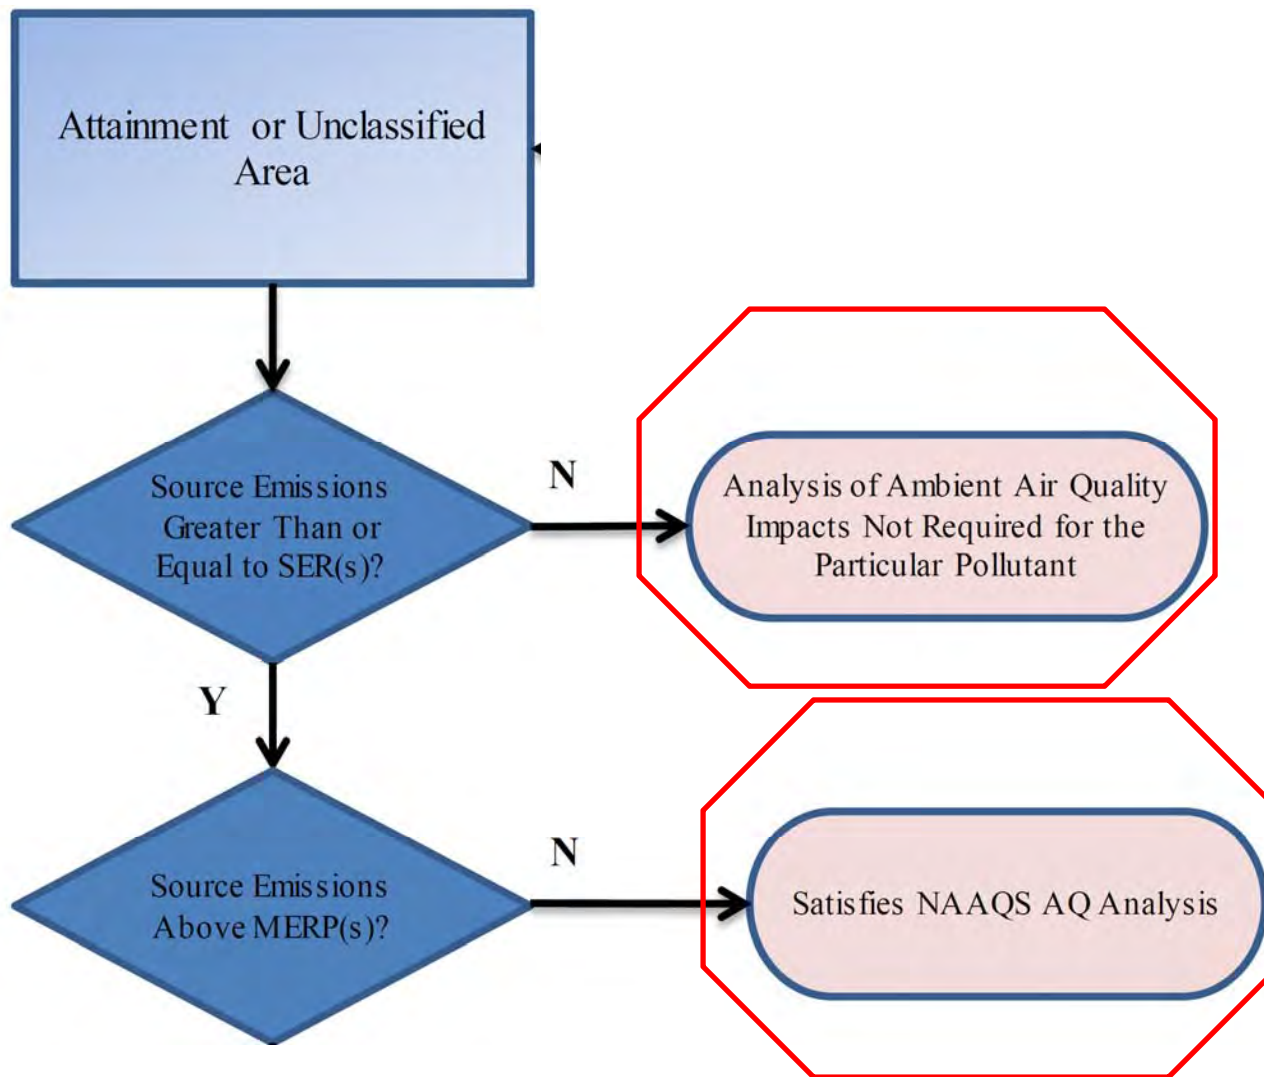 Attainment or Unclassified
Area
Source Emissions
Greater Than or
Equal to SER(s)?
N
Analysis of Ambient Air Quality
Impacts Not Required for the
Particular Pollutant
Y
Source Emissions
Above MERP(s)?
N
Satisfies NAAQS AQ Analysis